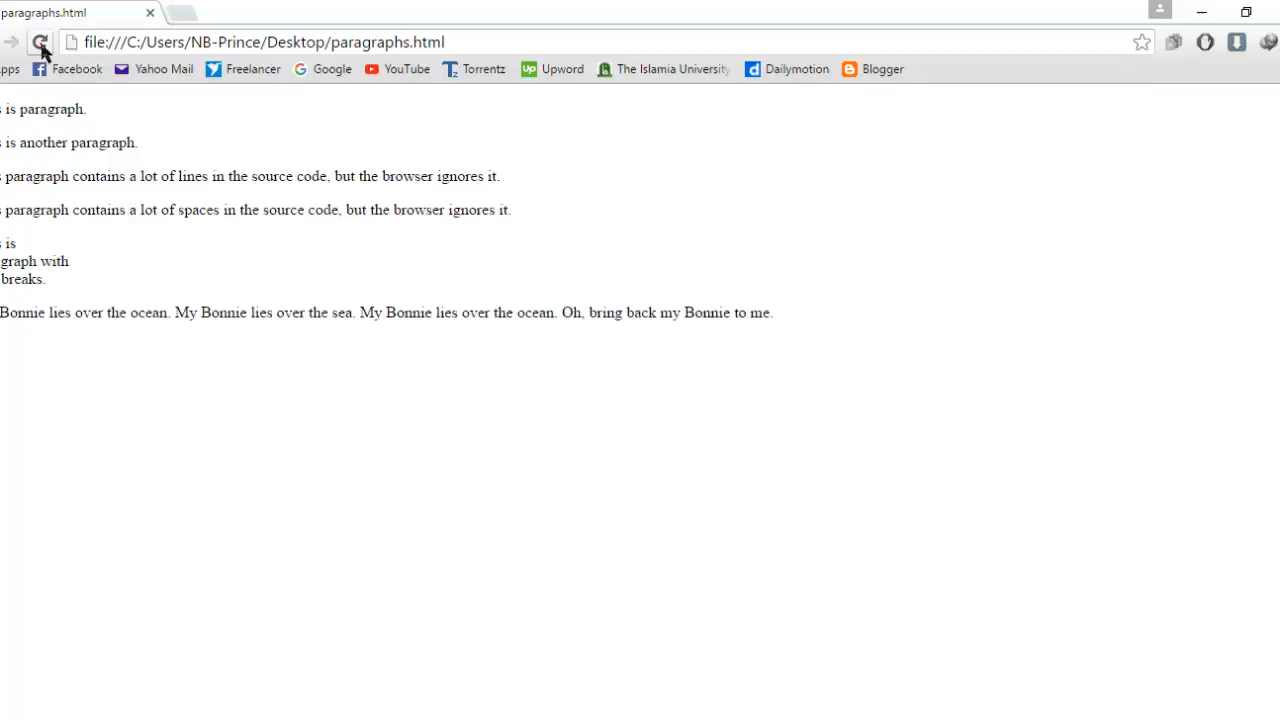 paragraphs.html
file:///C:/Users/NB-Prince/Desktop/paragraphs.html
pps Facebook Yahoo Mail Freelancer Google YouTube Torrentz Upword The Islamia University Dailymotion Blogger
s is paragraph.
s is another paragraph.
s paragraph contains a lot of lines in the source code, but the browser ignores it.
s paragraph contains a lot of spaces in the source code, but the browser ignores it.
s is
graph with
breaks.
Bonnie lies over the ocean. My Bonnie lies over the sea. My Bonnie lies over the ocean. Oh, bring back my Bonnie to me.